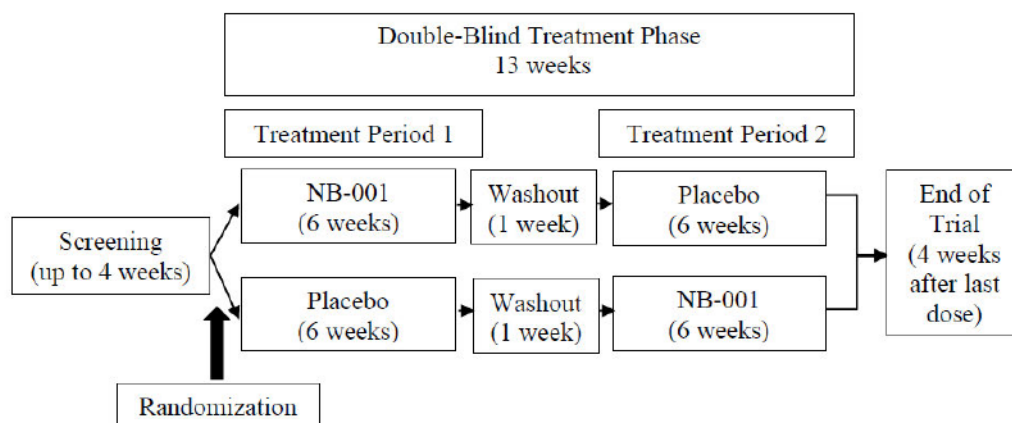 Double-Blind Treatment Phase
13 weeks
Treatment Period 1
Treatment Period 2
NB-001
(6 weeks)
Washout
(1 week)
Placebo
(6 weeks)
Screening
(up to 4 weeks)
Placebo
(6 weeks)
Washout
(1 week)
NB-001
(6 weeks)
End of
Trial
(4 weeks
after last
dose)
Randomization